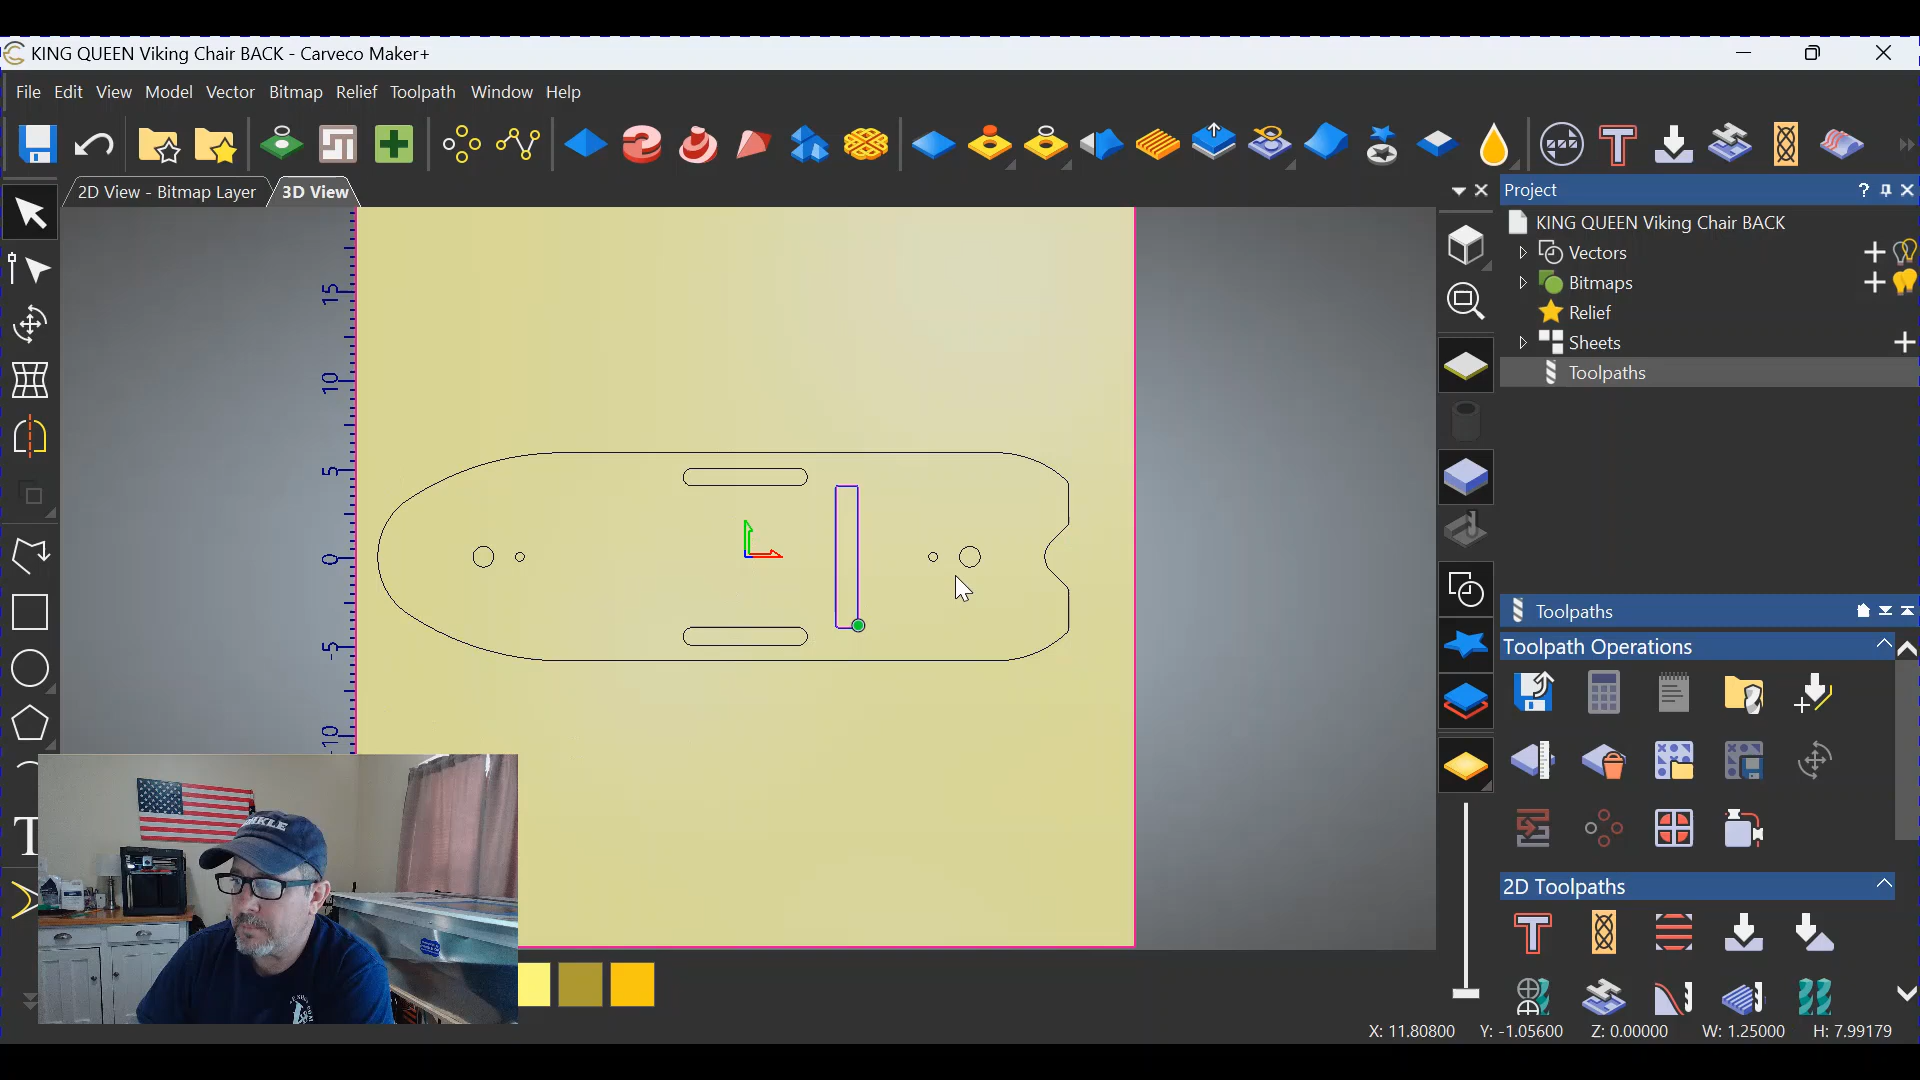 KING QUEEN Viking Chair BACK - Carveco Maker+
File Edit View Model Vector Bitmap Relief Toolpath Window Help
2D View - Bitmap Layer
3D View
Project
KING QUEEN Viking Chair BACK
Vectors
Bitmaps
Relief
Sheets
Toolpaths
15
10
5
0
-5
10
Toolpaths
Toolpath Operations
2D Toolpaths
X: 11.80800 Y: -1.05600 Z: 0.00000 W: 1.25000 H: 7.99179